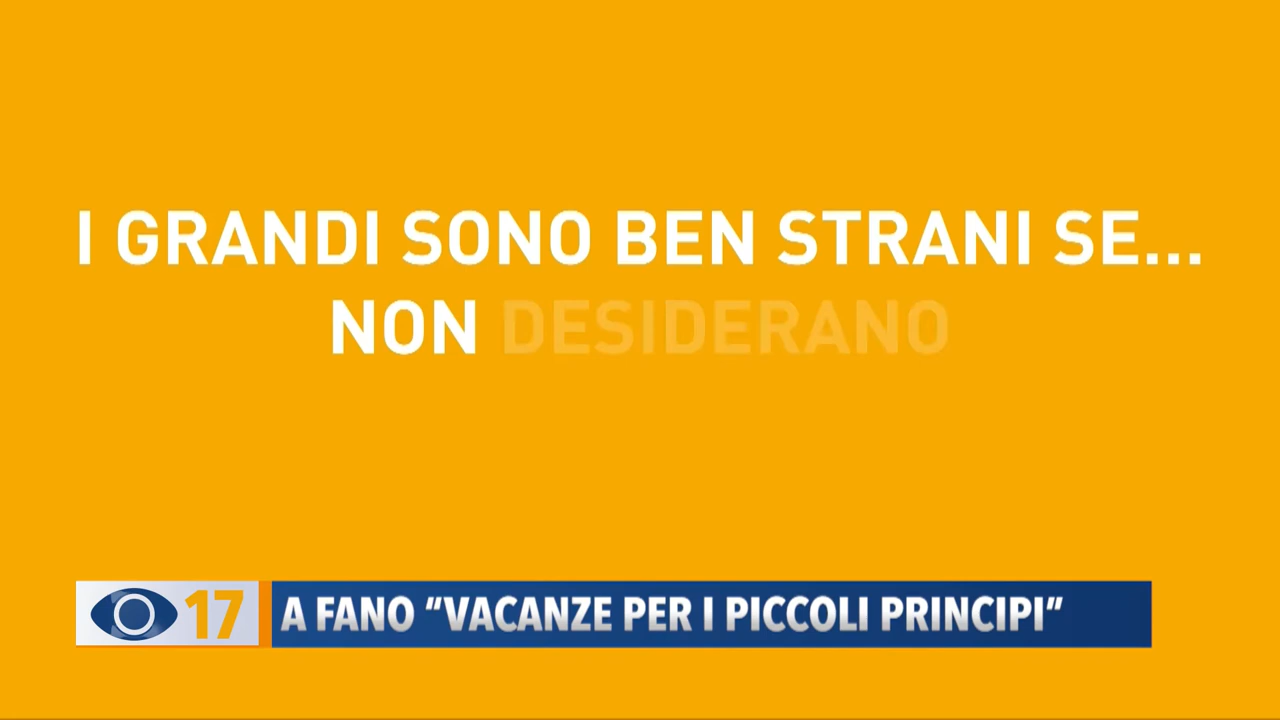 I GRANDI SONO BEN STRANI SE...
NON DESIDERANO
17
A FANO “VACANZE PER I PICCOLI PRINCIPI”